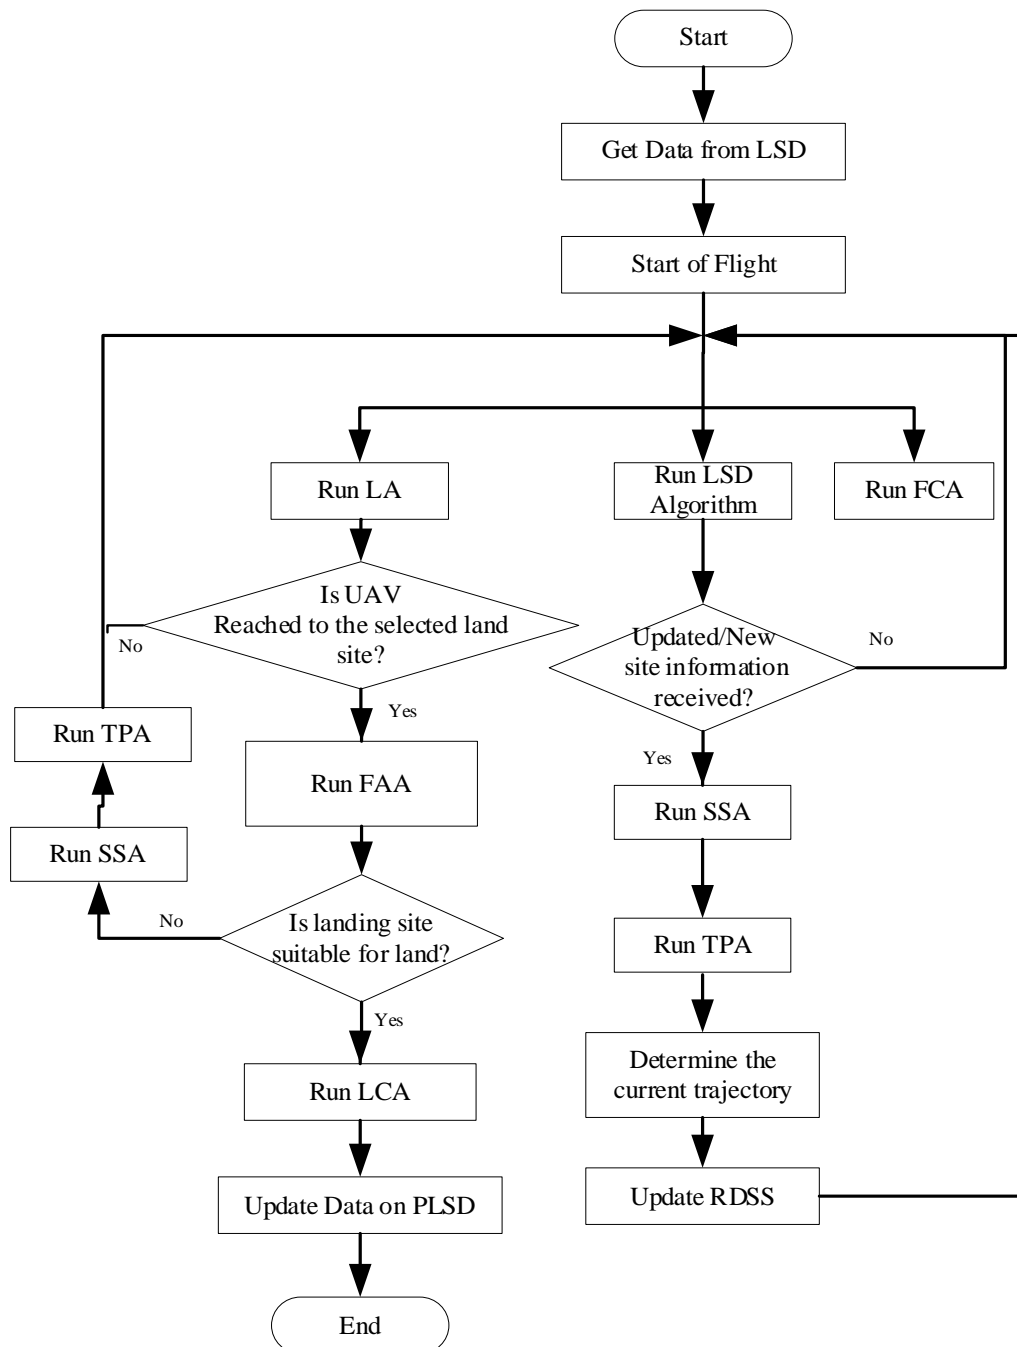 Start
Get Data from LSD
Start of Flight
Run LA
Run LSD
Algorithm
Run FCA
Is UAV
Reached to the selected land
site?
No
Yes
Updated/New
site information
received?
No
Yes
Run TPA
Run FAA
Run SSA
Run SSA
Is landing site
suitable for land?
No
Yes
Run TPA
Run LCA
Determine the
current trajectory
Update Data on PLSD
Update RDSS
End